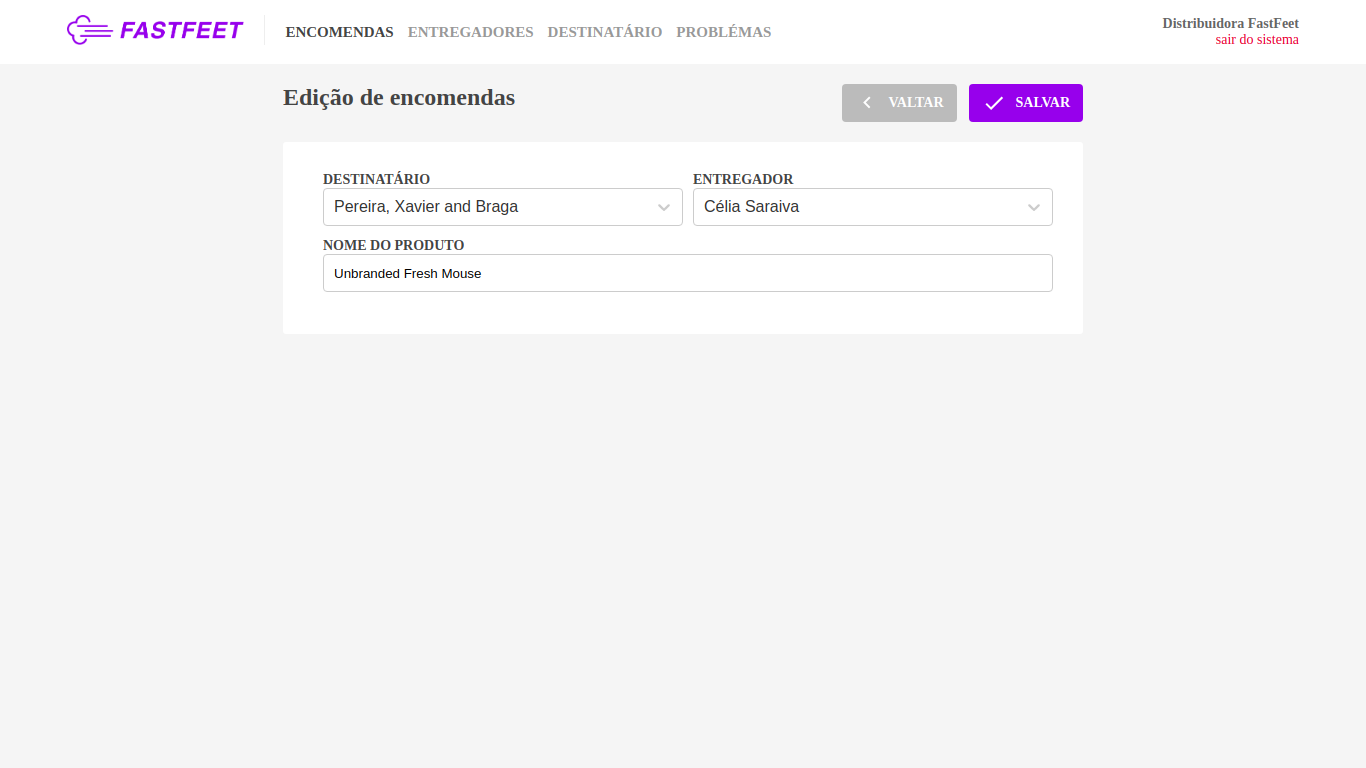 FASTFEET
ENCOMENDAS ENTREGADORES DESTINATÁRIO PROBLÉMAS
Distribuidora FastFeet
sair do sistema
Edição de encomendas
VALTAR
SALVAR
DESTINATÁRIO
ENTREGADOR
Pereira, Xavier and Braga
Célia Saraiva
NOME DO PRODUTO
Unbranded Fresh Mouse